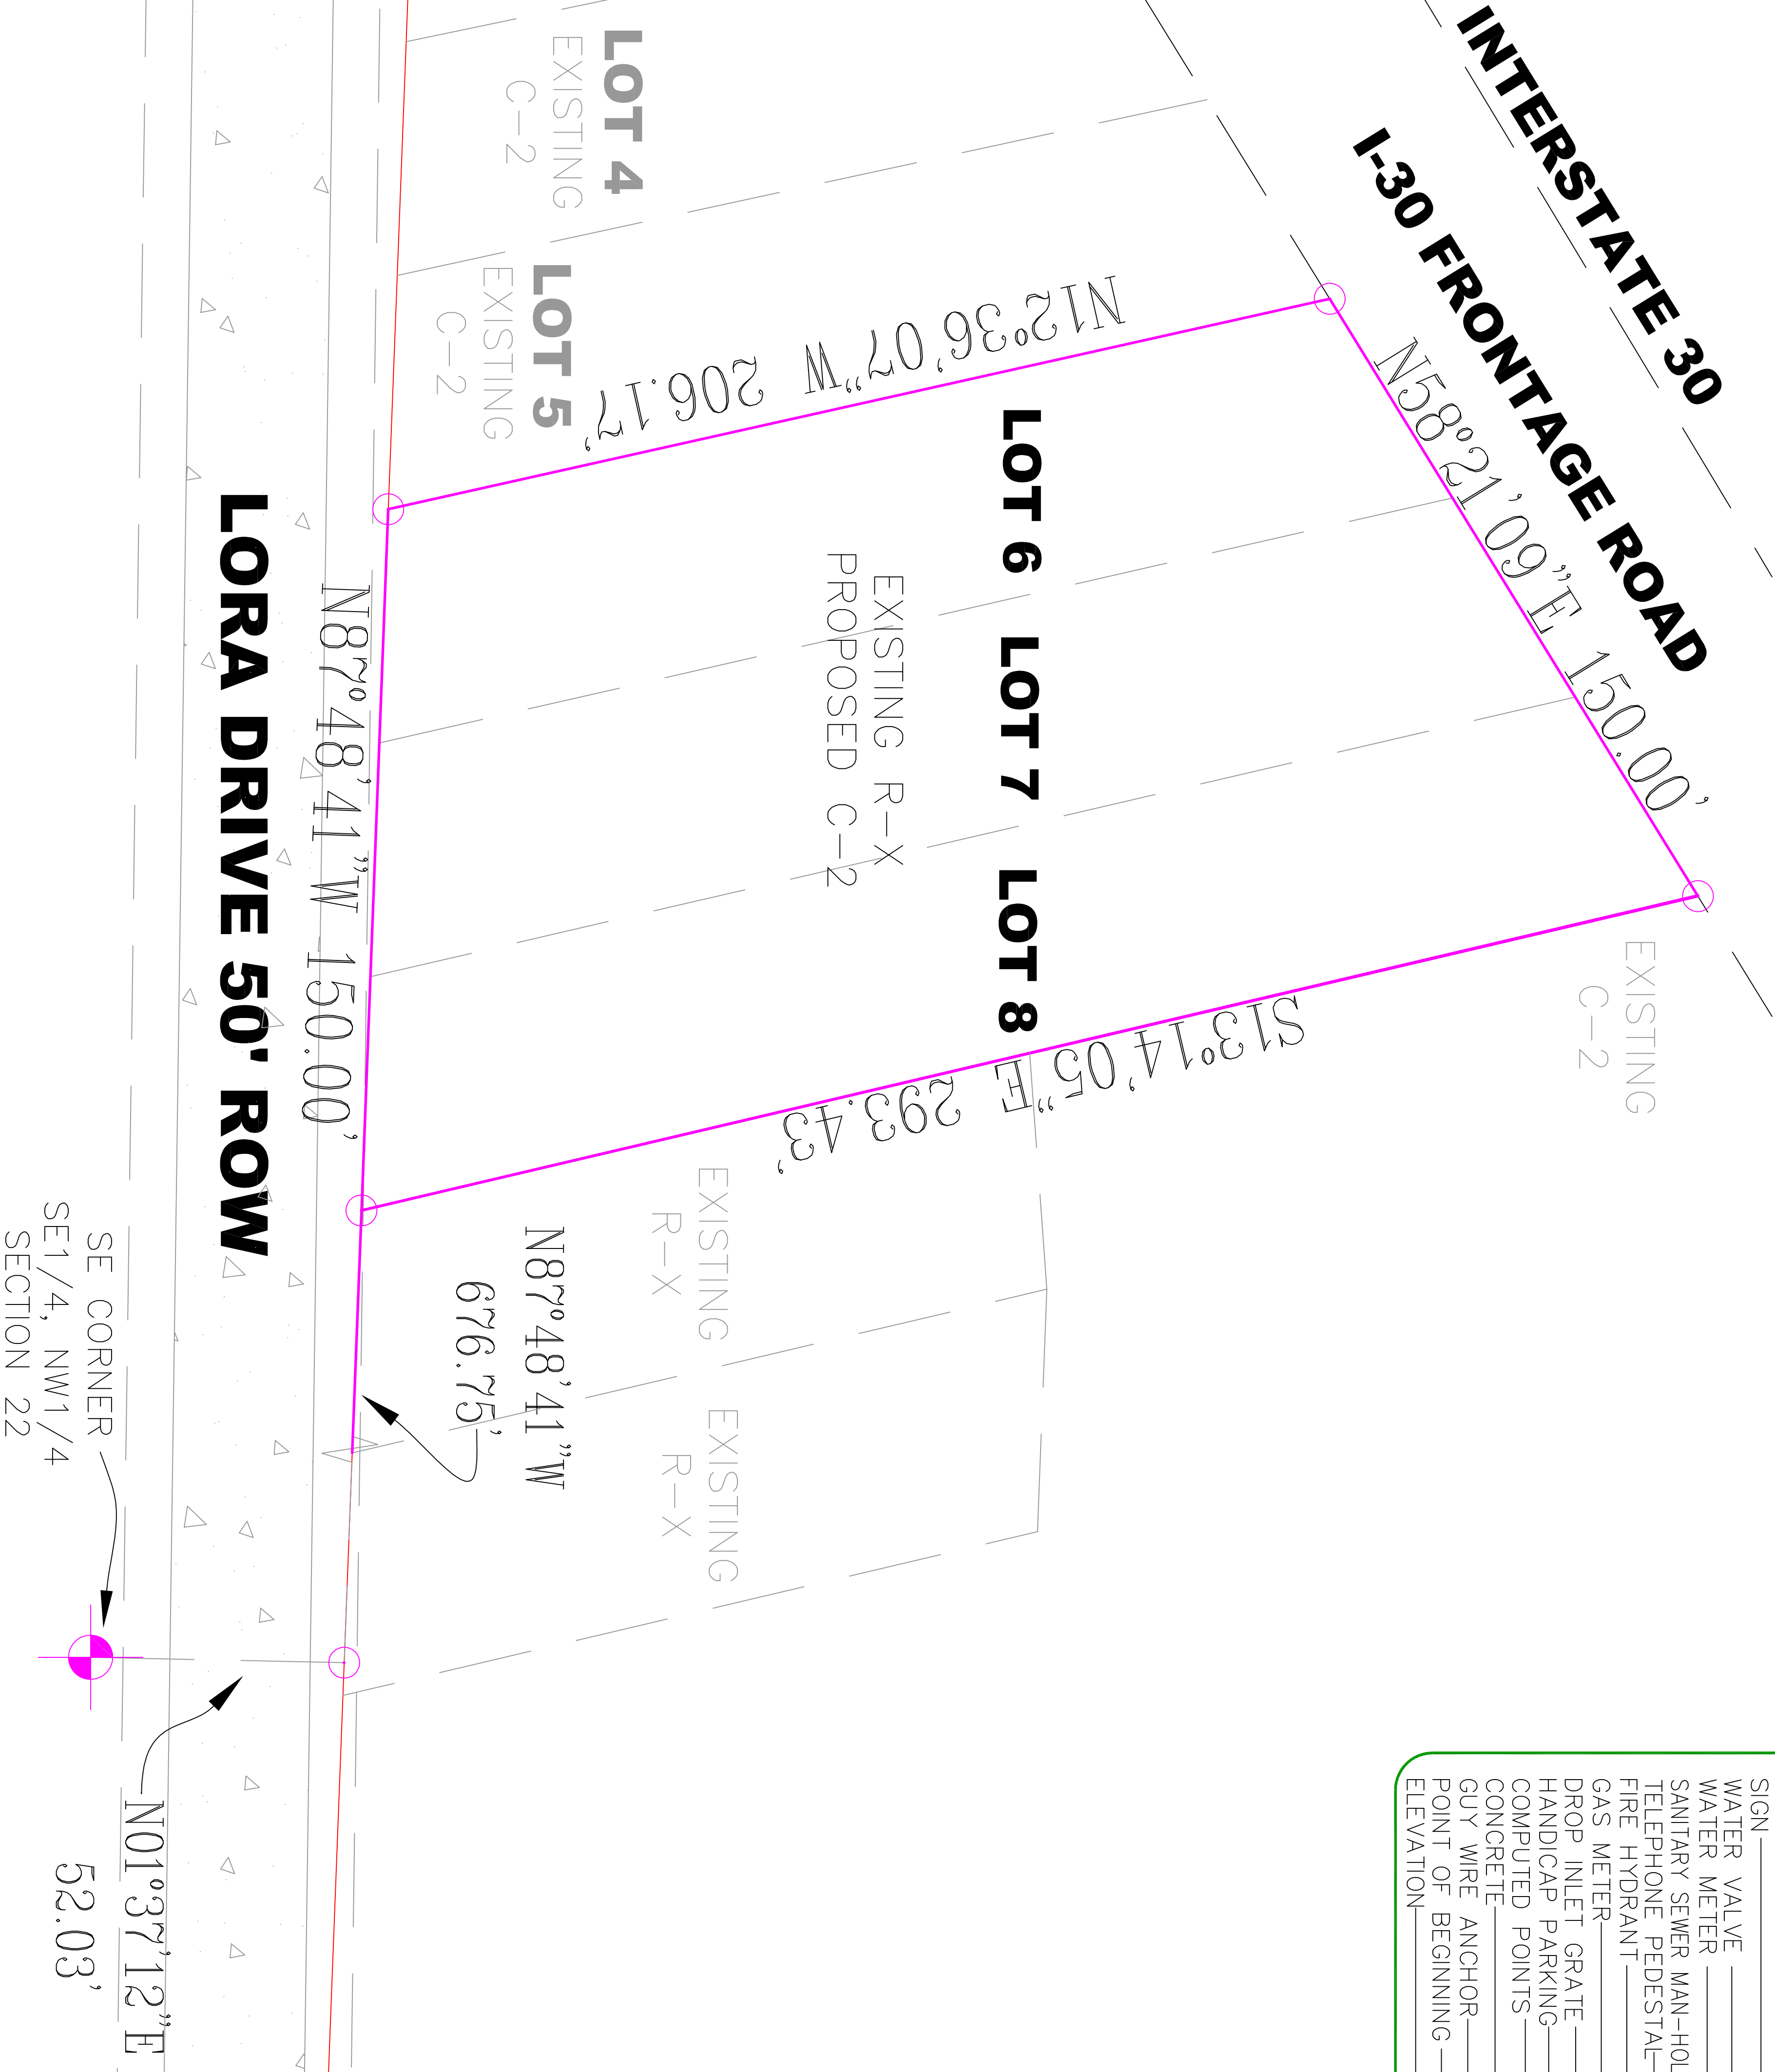 INTERSTATE 30
I-30 FRONTAGE ROAD
N58°21'09"E 150.00'
LOT 4
EXISTING
C-2
LOT 5
EXISTING
C-2
N12°36'07"W 206.17'
LOT 6 LOT 7 LOT 8
EXISTING R-X
PROPOSED C-2
EXISTING
C-2
S13°14'05"E 293.43'
EXISTING
R-X
EXISTING
R-X
N87°48'41"W
676.75'
N87°48'41"W 150.00'
LORA DRIVE 50' ROW
SE CORNER
SE1/4, NW1/4
SECTION 22
N01°37'12"E
52.03'
SIGN
WATER VALVE
WATER METER
SANITARY SEWER MAN-HOL
TELEPHONE PEDESTAL
FIRE HYDRANT
GAS METER
DROP INLET GRATE
HANDICAP PARKING
COMPUTED POINTS
CONCRETE
GUY WIRE ANCHOR
POINT OF BEGINNING
ELEVATION